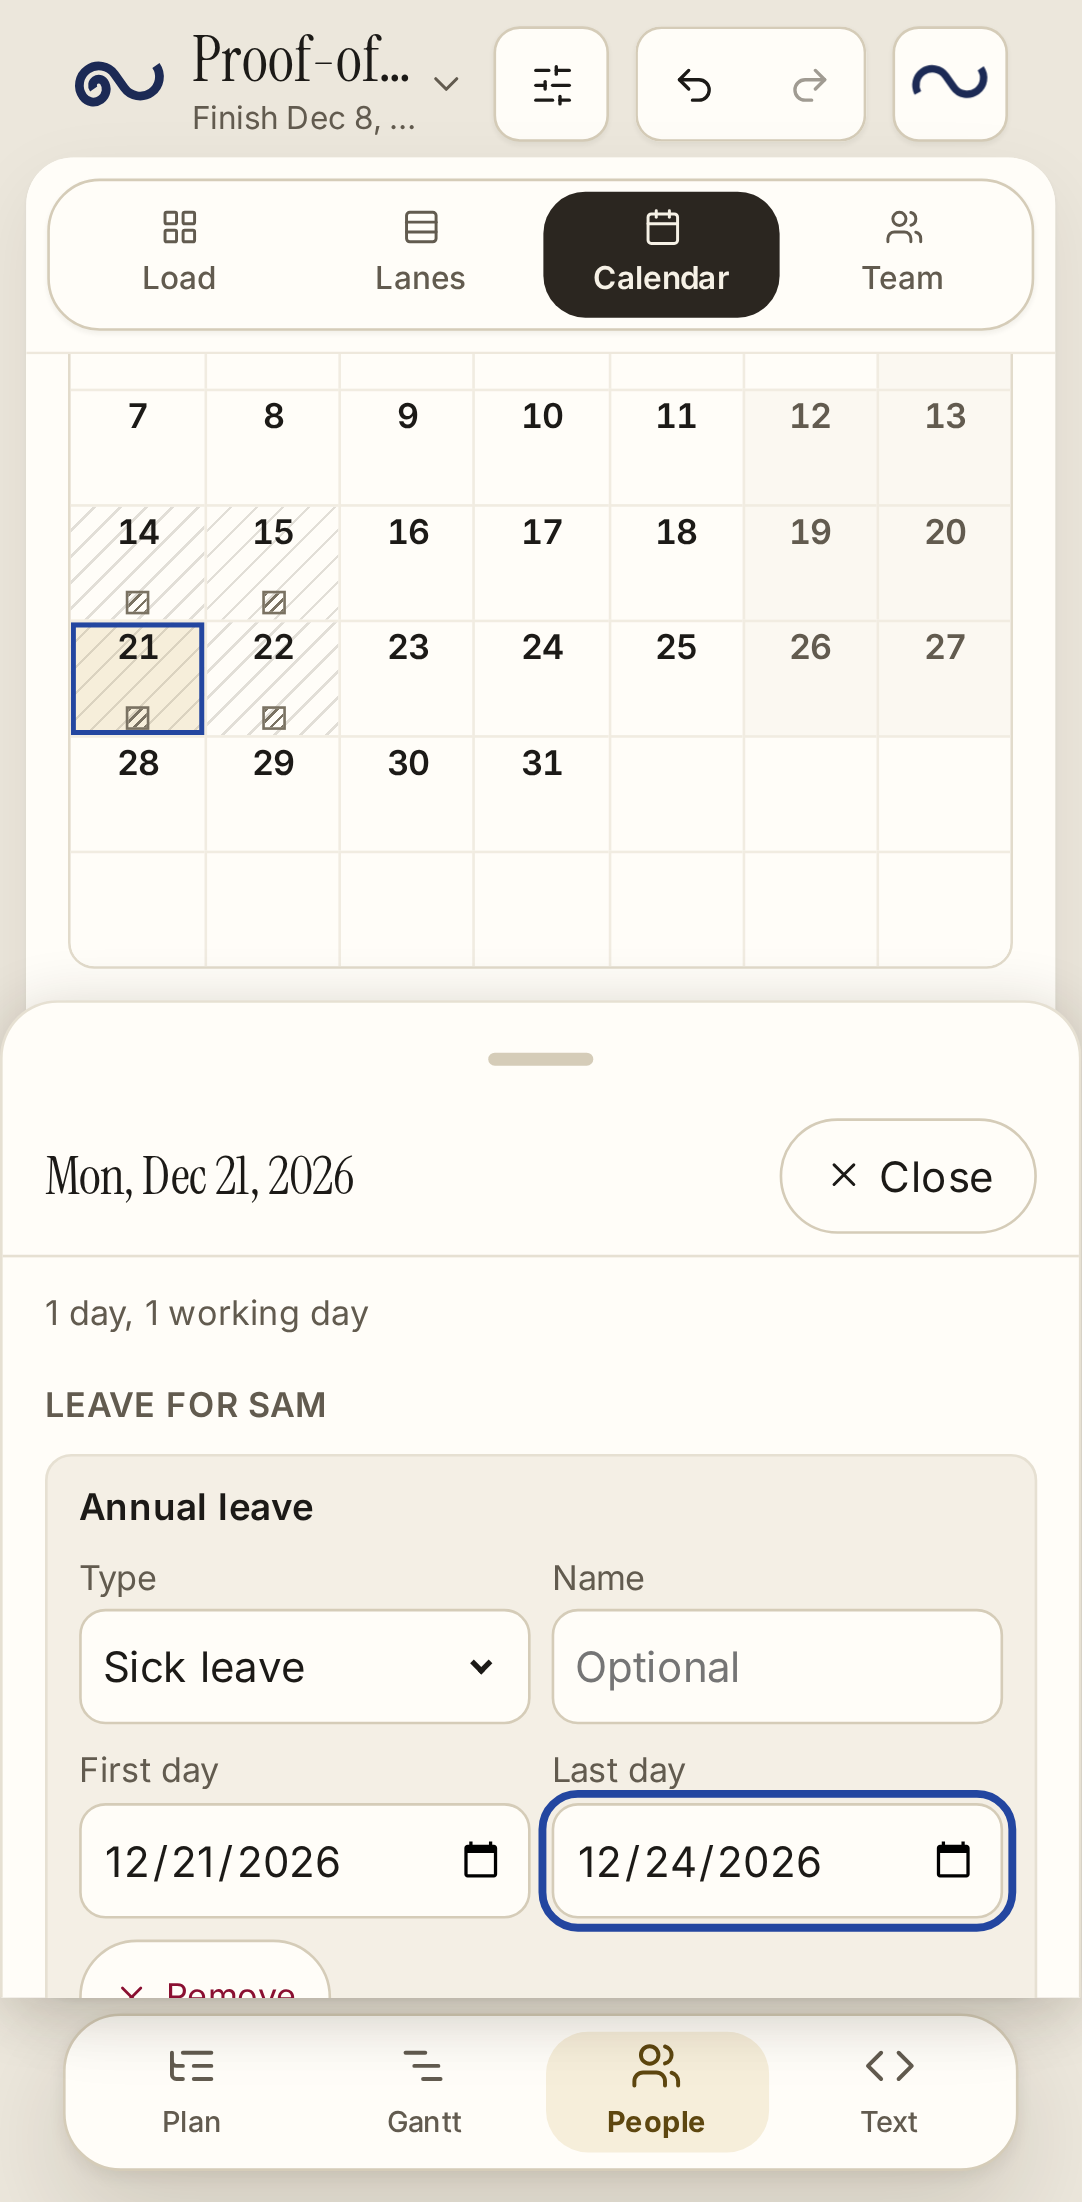 Proof-of...
Finish Dec 8, ...
Load Lanes Calendar Team
7 8 9 10 11 12 13
14 15 16 17 18 19 20
21 22 23 24 25 26 27
28 29 30 31
Mon, Dec 21, 2026
Close
1 day, 1 working day
LEAVE FOR SAM
Annual leave
Type Name
Sick leave Optional
First day Last day
12/21/2026 12/24/2026
Remove
Plan Gantt People Text